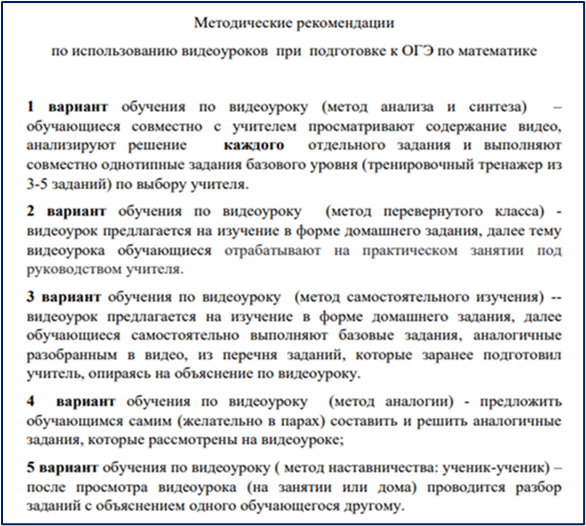 Методические рекомендации
по использованию видеоуроков при подготовке к ОГЭ по математике
1 вариант обучения по видеоуроку (метод анализа и синтеза) –
обучающиеся совместно с учителем просматривают содержание видео,
анализируют решение каждого отдельного задания и выполняют
совместно однотипные задания базового уровня (тренировочный тренажер из
3-5 заданий) по выбору учителя.
2 вариант обучения по видеоуроку (метод перевернутого класса) -
видеоурок предлагается на изучение в форме домашнего задания, далее тему
видеоурока обучающиеся отрабатывают на практическом занятии под
руководством учителя.
3 вариант обучения по видеоуроку (метод самостоятельного изучения) --
видеоурок предлагается на изучение в форме домашнего задания, далее
обучающиеся самостоятельно выполняют базовые задания, аналогичные
разобранным в видео, из перечня заданий, которые заранее подготовил
учитель, опираясь на объяснение по видеоуроку.
4 вариант обучения по видеоуроку (метод аналогии) - предложить
обучающимся самим (желательно в парах) составить и решить аналогичные
задания, которые рассмотрены на видеоуроке;
5 вариант обучения по видеоуроку ( метод наставничества: ученик-ученик) –
после просмотра видеоурока (на занятии или дома) проводится разбор
заданий с объяснением одного обучающегося другому.